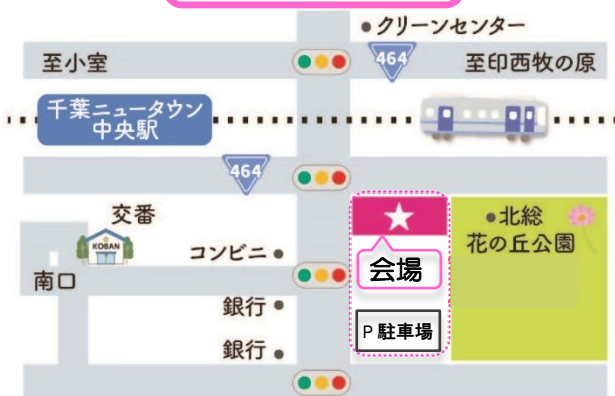 クリーンセンター
至小室
464
至印西牧の原
千葉ニュータウン
中央駅
464
交番
KOBAN
コンビニ
南口
銀行
銀行
会場
P 駐車場
北総
花の丘公園